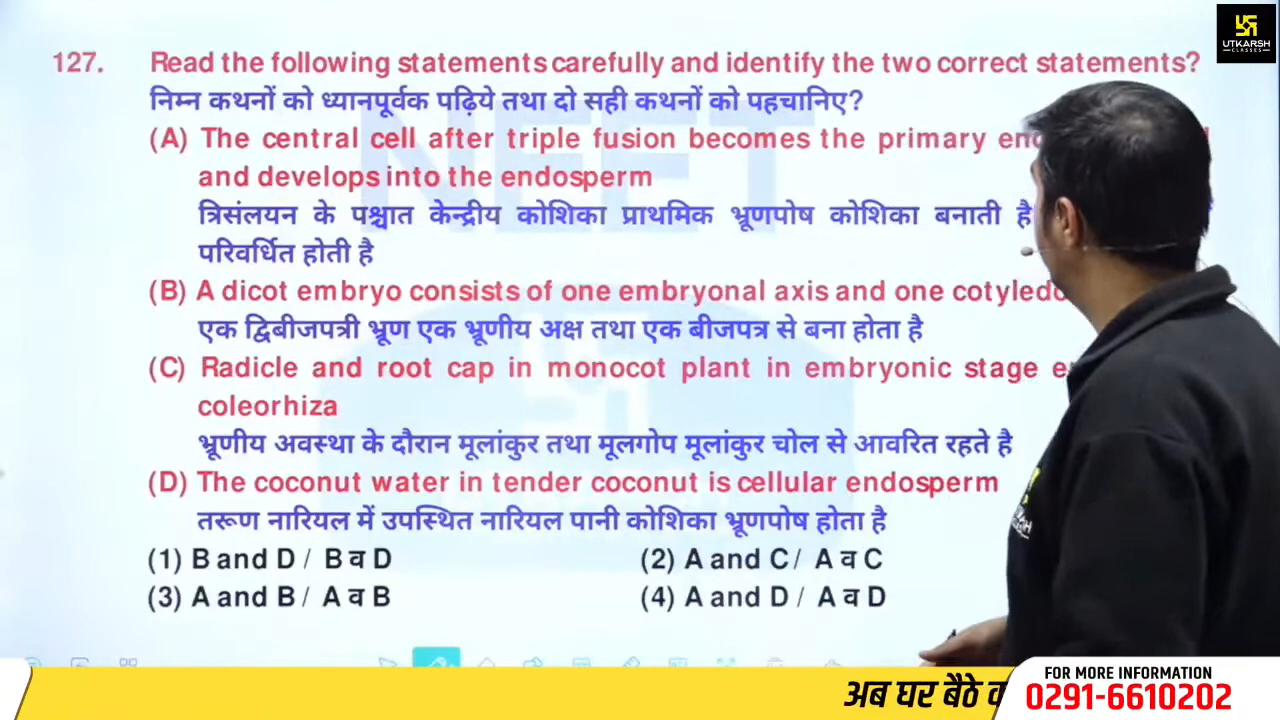 UTKARSH
CLASSES
127. Read the following statements carefully and identify the two correct statements?
निम्न कथनों को ध्यानपूर्वक पढ़िये तथा दो सही कथनों को पहचानिए?
(A) The central cell after triple fusion becomes the primary
and develops into the endosperm
त्रिसंलयन के पश्चात केन्द्रीय कोशिका प्राथमिक भ्रूणपोष कोशिका बनाती है
परिवर्धित होती है
(B) A dicot embryo consists of one embryonal axis and one
एक द्विबीजपत्री भ्रूण एक भ्रूणीय अक्ष तथा एक बीजपत्र से बना होता है
(C) Radicle and root cap in monocot plant in embryonic stage
coleorhiza
भ्रूणीय अवस्था के दौरान मूलांकुर तथा मूलगोप मूलांकुर चोल से आवरित रहते है
(D) The coconut water in tender coconut is cellular endosperm
तरूण नारियल में उपस्थित नारियल पानी कोशिका भ्रूणपोष होता है
(1) B and D / B व D (2) A and C / A व C
(3) A and B / A व B (4) A and D / A व D
NEET
अब घर बैठे
FOR MORE INFORMATION
0291-6610202